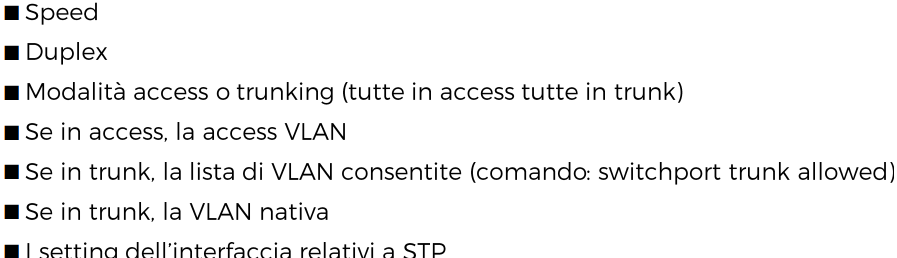 ■ Speed
■ Duplex
■ Modalità access o trunking (tutte in access tutte in trunk)
■ Se in access, la access VLAN
■ Se in trunk, la lista di VLAN consentite (comando: switchport trunk allowed)
■ Se in trunk, la VLAN nativa
■ I setting dell'interfaccia relativi a STP